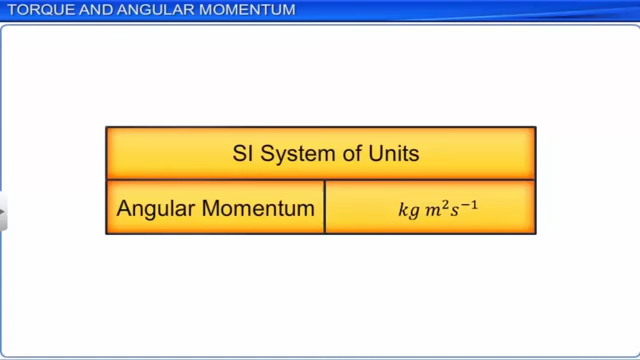 TORQUE AND ANGULAR MOMENTUM
SI System of Units
Angular Momentum
kg m²s⁻¹